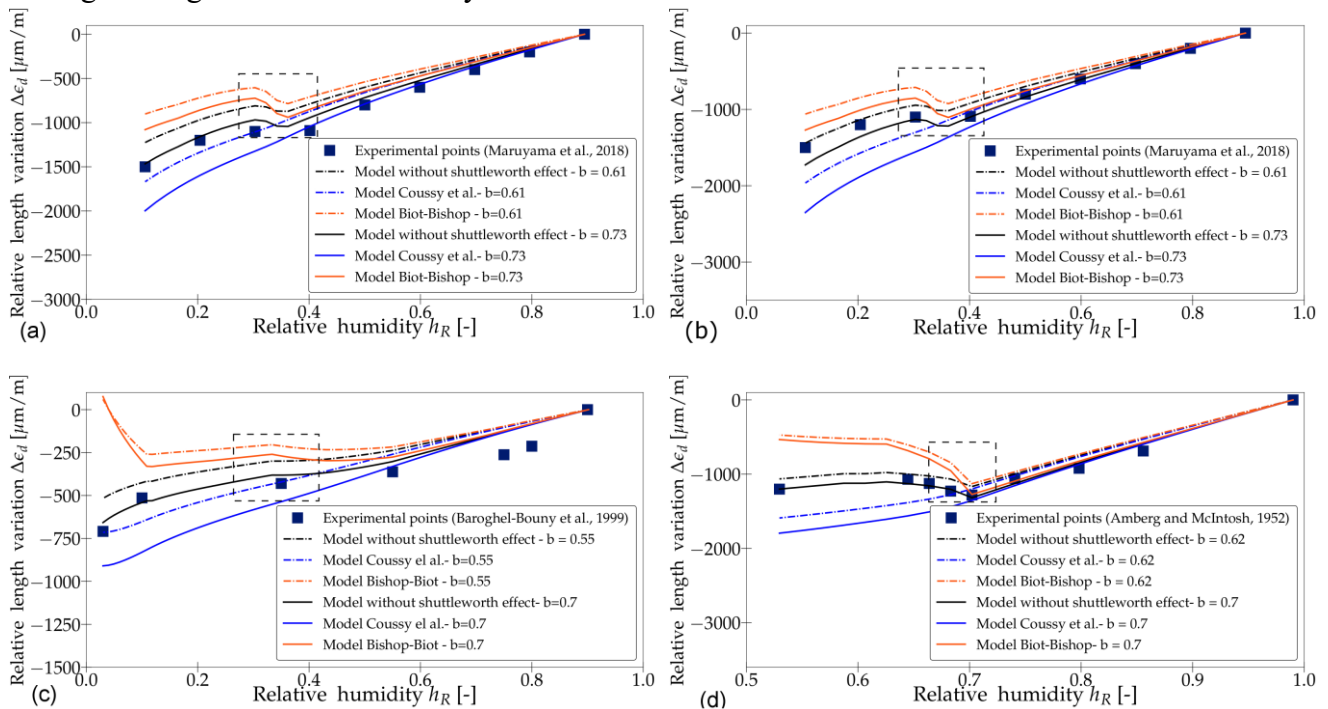 Relative length variation Δϵ_d [μm/m]
0
−500
−1000
−1500
−2000
−2500
−3000
Experimental points (Maruyama et al., 2018)
Model without shuttleworth effect - b = 0.61
Model Coussy et al.- b=0.61
Model Biot-Bishop - b=0.61
Model without shuttleworth effect - b = 0.73
Model Coussy et al.- b=0.73
Model Biot-Bishop - b=0.73
0.0 0.2 0.4 0.6 0.8 1.0
(a) Relative humidity h_R [-]
Relative length variation Δϵ_d [μm/m]
0
−1000
−2000
−3000
Experimental points (Maruyama et al., 2018)
Model without shuttleworth effect - b = 0.61
Model Coussy et al.- b=0.61
Model Biot-Bishop - b=0.61
Model without shuttleworth effect - b = 0.73
Model Coussy et al.- b=0.73
Model Biot-Bishop - b=0.73
0.0 0.2 0.4 0.6 0.8 1.0
(b) Relative humidity h_R [-]
Relative length variation Δϵ_d [μm/m]
0
−250
−500
−750
−1000
−1250
−1500
Experimental points (Baroghel-Bouny et al., 1999)
Model without shuttleworth effect - b = 0.55
Model Coussy el al.- b=0.55
Model Bishop-Biot - b=0.55
Model without shuttleworth effect- b=0.7
Model Coussy el al.- b=0.7
Model Bishop-Biot - b=0.7
0.0 0.2 0.4 0.6 0.8 1.0
(c) Relative humidity h_R [-]
Relative length variation Δϵ_d [μm/m]
0
−1000
−2000
−3000
Experimental points (Amberg and McIntosh, 1952)
Model without shuttleworth effect- b = 0.62
Model Coussy et al.- b = 0.62
Model Biot-Bishop - b = 0.62
Model without shuttleworth effect- b = 0.7
Model Coussy et al.- b = 0.7
Model Biot-Bishop- b = 0.7
0.5 0.6 0.7 0.8 0.9 1.0
(d) Relative humidity h_R [-]